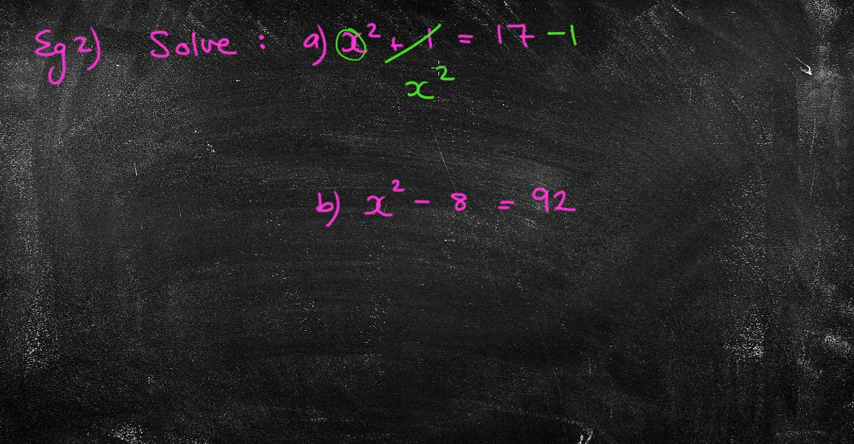 Eg 2) Solve : a) x² + 1 = 17 - 1
x²
b) x² - 8 = 92